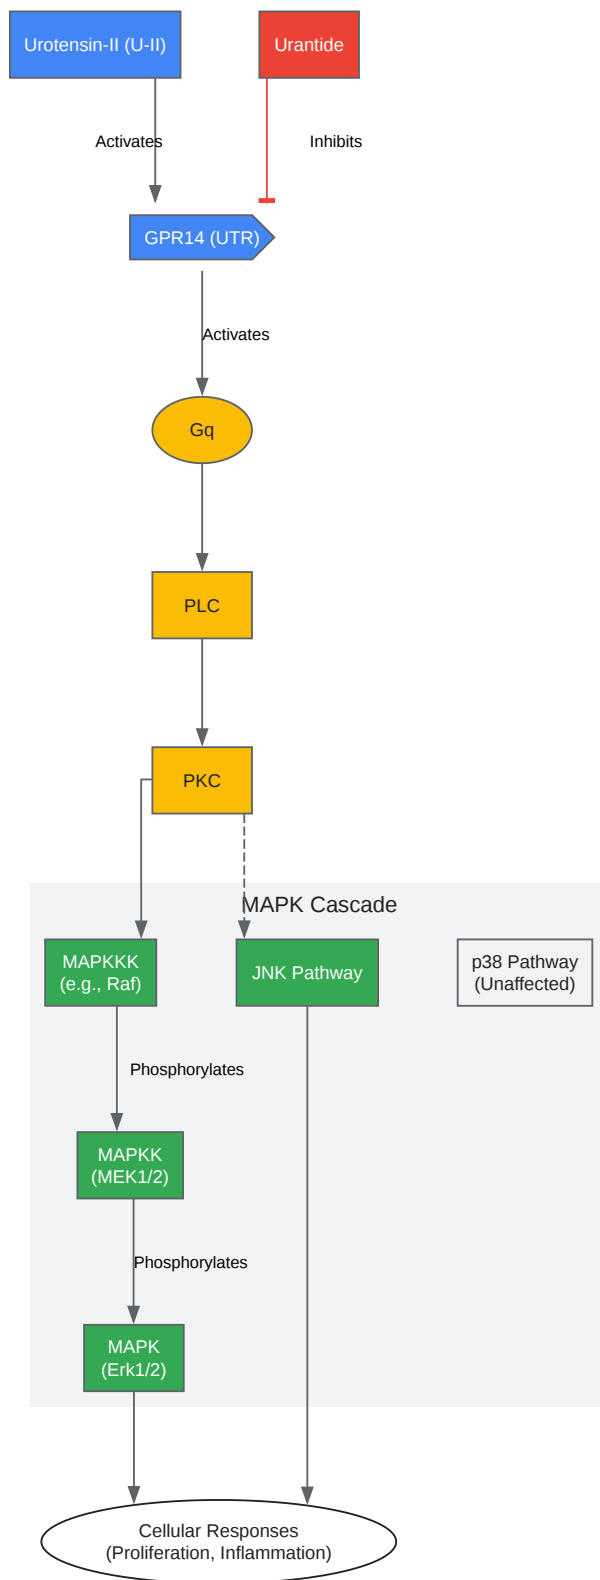 Urotensin-II (U-II)
Urantide
Activates
Inhibits
GPR14 (UTR)
Activates
Gq
PLC
PKC
MAPK Cascade
MAPKKK
(e.g., Raf)
JNK Pathway
p38 Pathway
(Unaffected)
Phosphorylates
MAPKK
(MEK1/2)
Phosphorylates
MAPK
(Erk1/2)
Cellular Responses
(Proliferation, Inflammation)